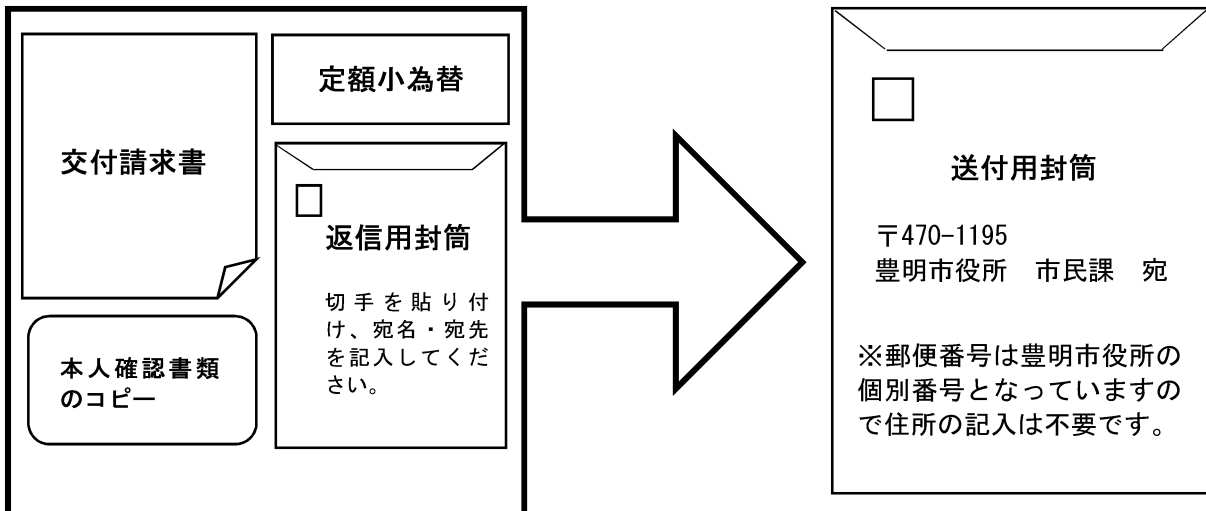 交付請求書
定額小為替
返信用封筒
切手を貼り付
け、宛名・宛先
を記入してくだ
さい。
本人確認書類
のコピー
送付用封筒
〒470-1195
豊明市役所　市民課　宛
※郵便番号は豊明市役所の
個別番号となっていますの
で住所の記入は不要です。